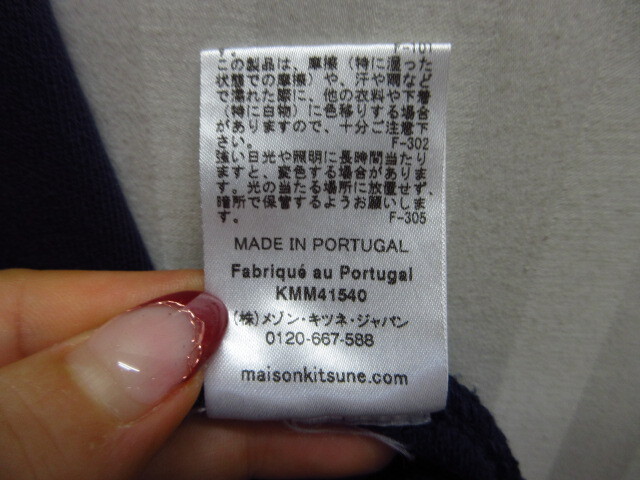 す。 F-101
この製品は、摩擦（特に湿った
状態での摩擦）や、汗や雨など
で濡れた際に、他の衣料や下着
（特に白物）に色移りする場合
がありますので、十分ご注意下
さい。 F-302
強い日光や照明に長時間当たり
ますと、変色する場合がありま
す。光の当たる場所に放置せず、
暗所で保管するようお願いしま
す。 F-305
MADE IN PORTUGAL
Fabriqué au Portugal
KMM41540
(株)メゾン・キツネ・ジャパン
0120-667-588
maisonkitsune.com